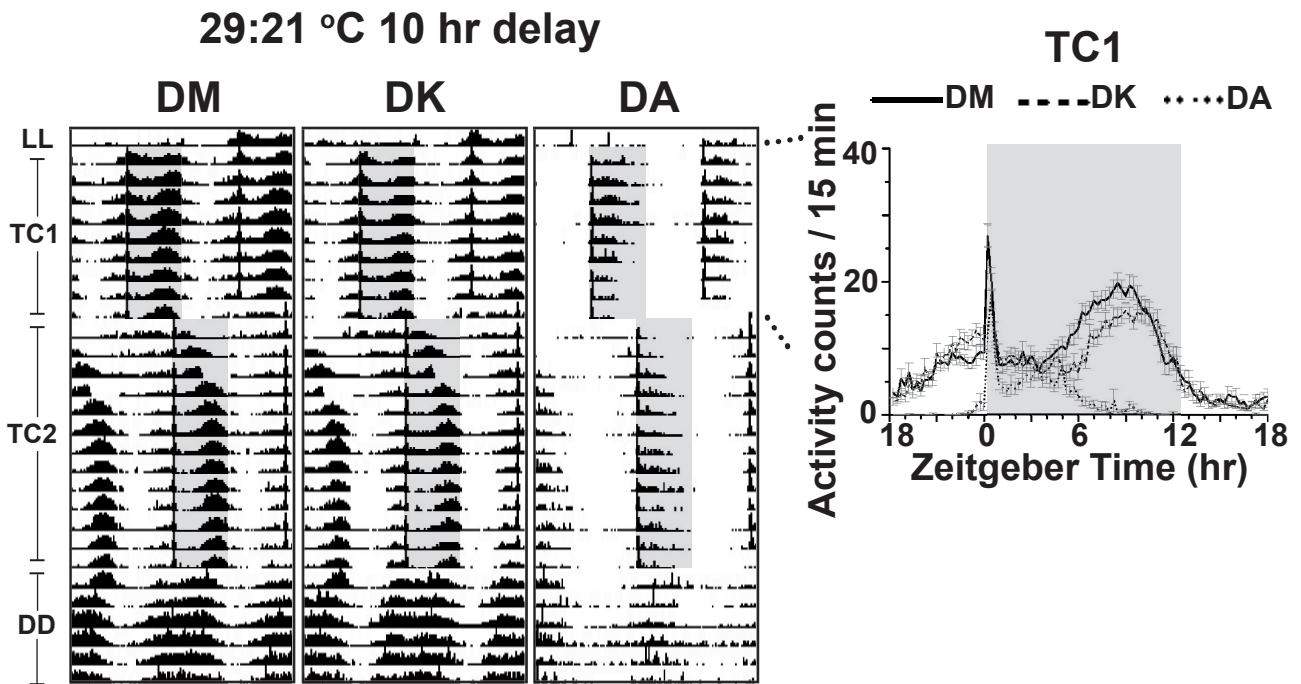 29:21 °C 10 hr delay
DM DK DA
LL
TC1
TC2
DD
TC1
DM DK DA
Activity counts / 15 min
40
20
0
18 0 6 12 18
Zeitgeber Time (hr)